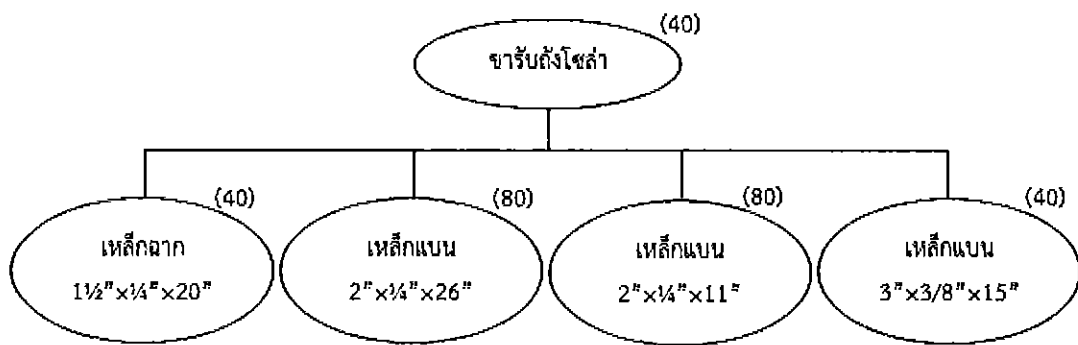 (40)
ขารับถังโซล่า
(40)
เหล็กฉาก
1½"×¼"×20"
(80)
เหล็กแบน
2"×¼"×26"
(80)
เหล็กแบน
2"×¼"×11"
(40)
เหล็กแบน
3"×3/8"×15"